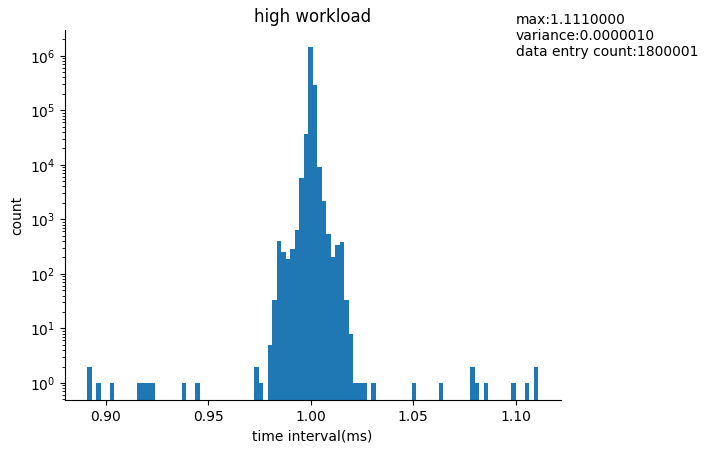 high workload
max:1.1110000
variance:0.0000010
data entry count:1800001
count
10⁶
10⁵
10⁴
10³
10²
10¹
10⁰
0.90 0.95 1.00 1.05 1.10
time interval(ms)